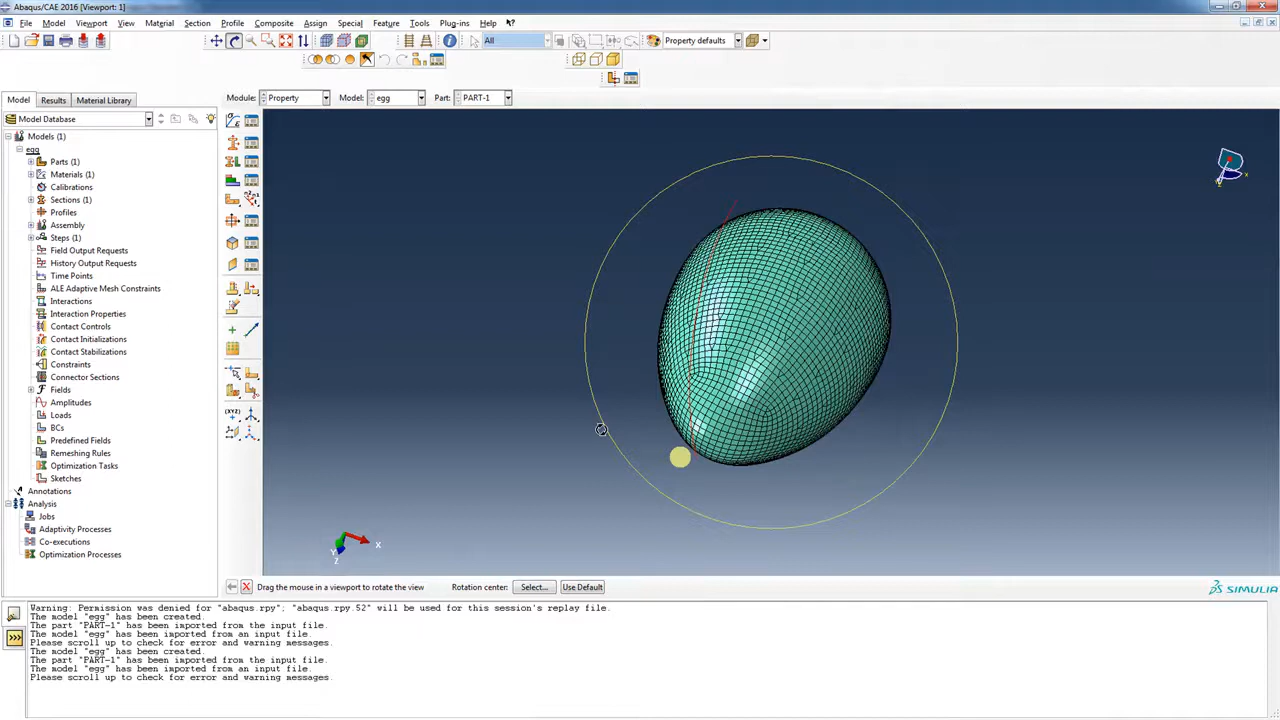 Abaqus/CAE 2016 [Viewport: 1]
File Model Viewport View Material Section Profile Composite Assign Special Feature Tools Plug-ins Help
All Property defaults
Model Results Material Library Module: Property Model: egg Part: PART-1
Model Database
Models (1)
egg
Parts (1)
Materials (1)
Calibrations
Sections (1)
Profiles
Assembly
Steps (1)
Field Output Requests
History Output Requests
Time Points
ALE Adaptive Mesh Constraints
Interactions
Interaction Properties
Contact Controls
Contact Initializations
Contact Stabilizations
Constraints
Connector Sections
Fields
Amplitudes
Loads
BCs
Predefined Fields
Remeshing Rules
Optimization Tasks
Sketches
Annotations
Analysis
Jobs
Adaptivity Processes
Co-executions
Optimization Processes
(XYZ)
X
Y
Z
Drag the mouse in a viewport to rotate the view Rotation center: Select... Use Default
SIMULIA
Warning: Permission was denied for "abaqus.rpy"; "abaqus.rpy.52" will be used for this session's replay file.
The model "egg" has been created.
The part "PART-1" has been imported from the input file.
The model "egg" has been imported from an input file.
Please scroll up to check for error and warning messages.
The model "egg" has been created.
The part "PART-1" has been imported from the input file.
The model "egg" has been imported from an input file.
Please scroll up to check for error and warning messages.
>>>